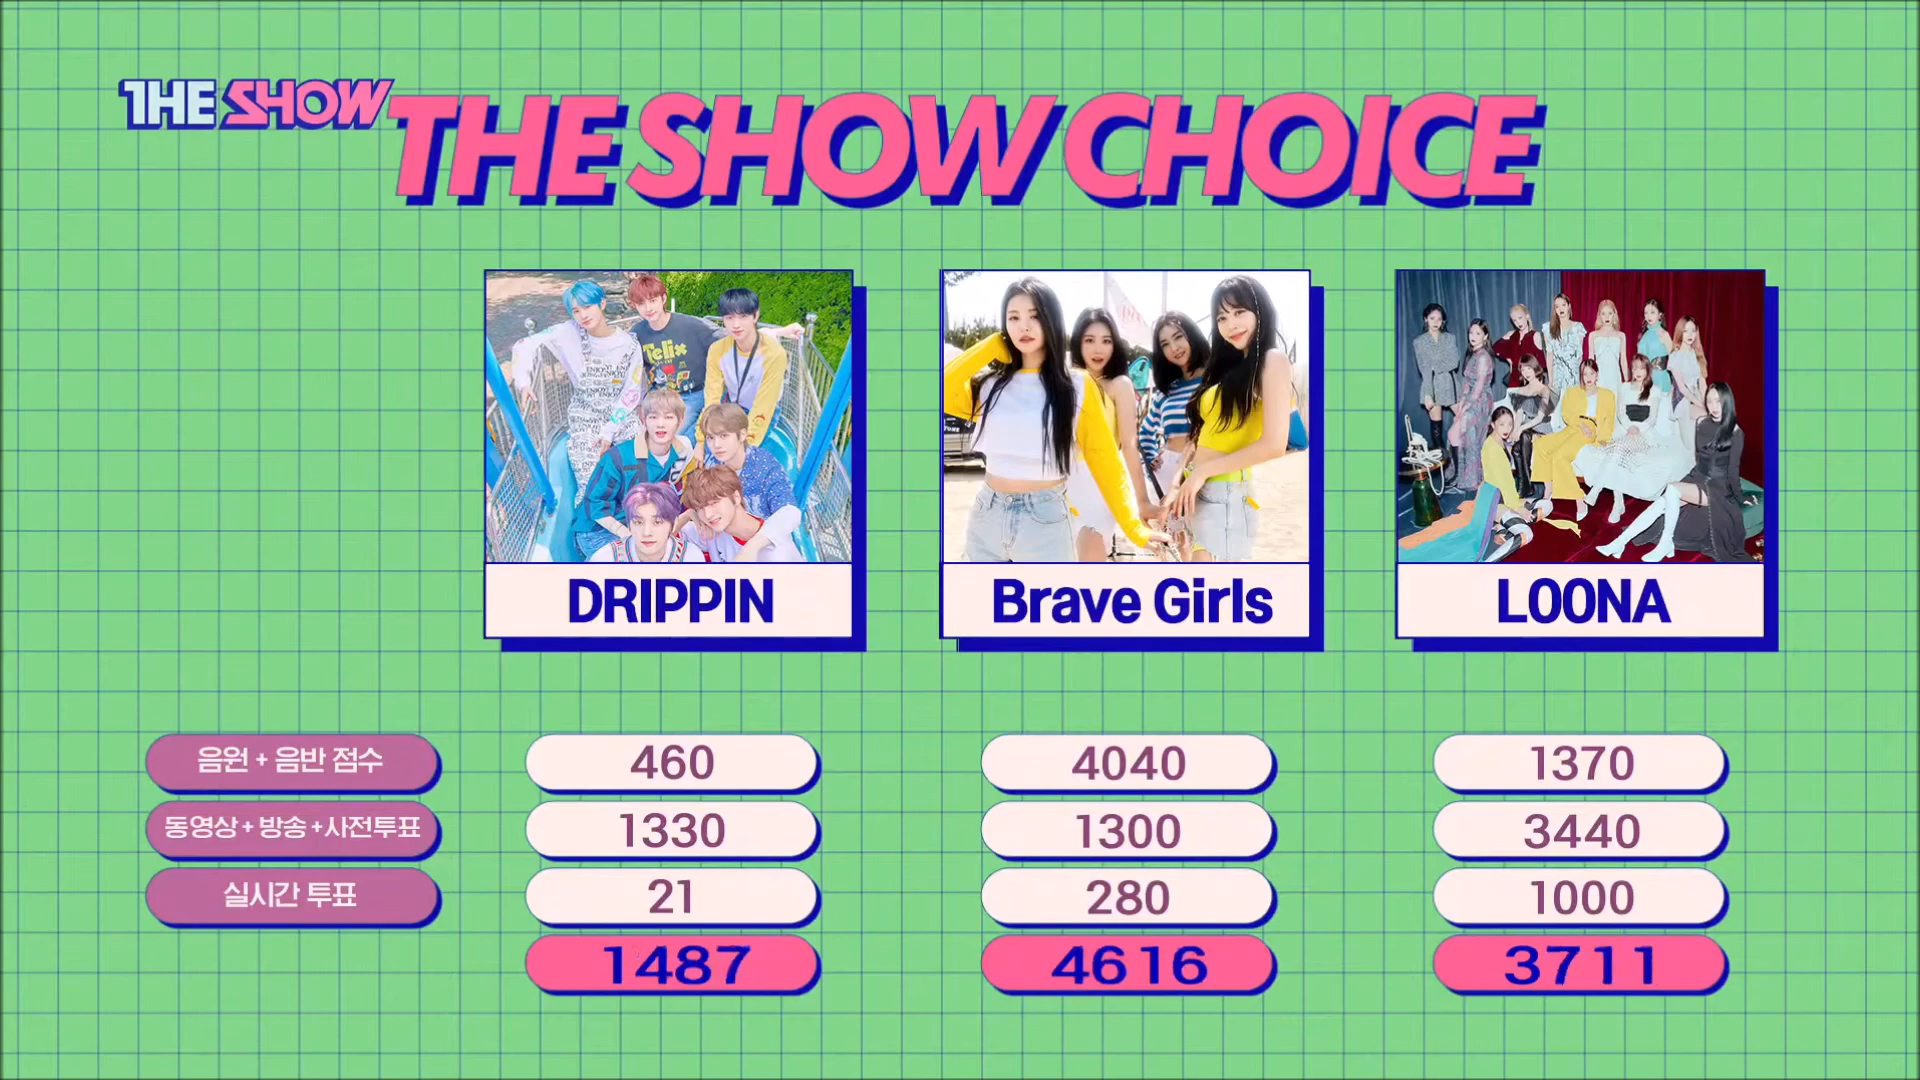 THE SHOW
THE SHOW CHOICE
Telix
DRIPPIN
Brave Girls
LOONA
음원 + 음반 점수
460
4040
1370
동영상 + 방송 +사전투표
1330
1300
3440
실시간 투표
21
280
1000
1487
4616
3711